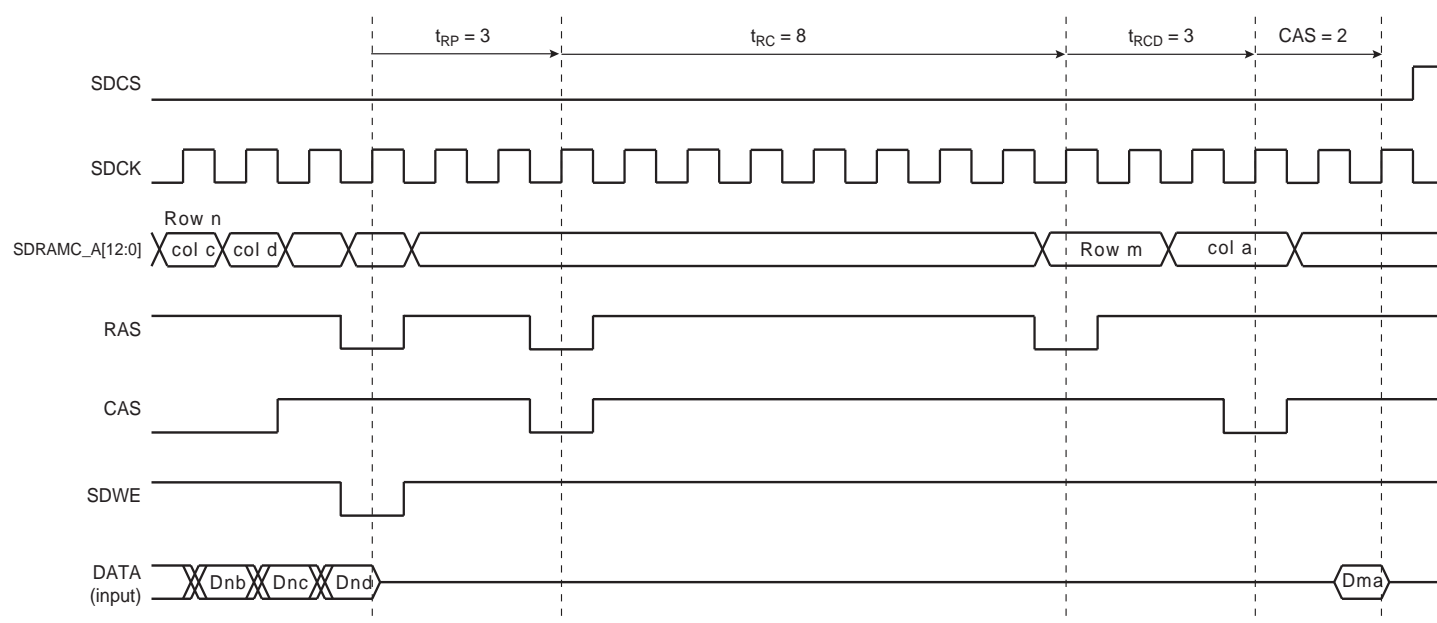 tRP = 3 tRC = 8 tRCD = 3 CAS = 2
SDCS
SDCK
Row n
SDRAMC_A[12:0] col c col d Row m col a
RAS
CAS
SDWE
DATA
(input) Dnb Dnc Dnd Dma